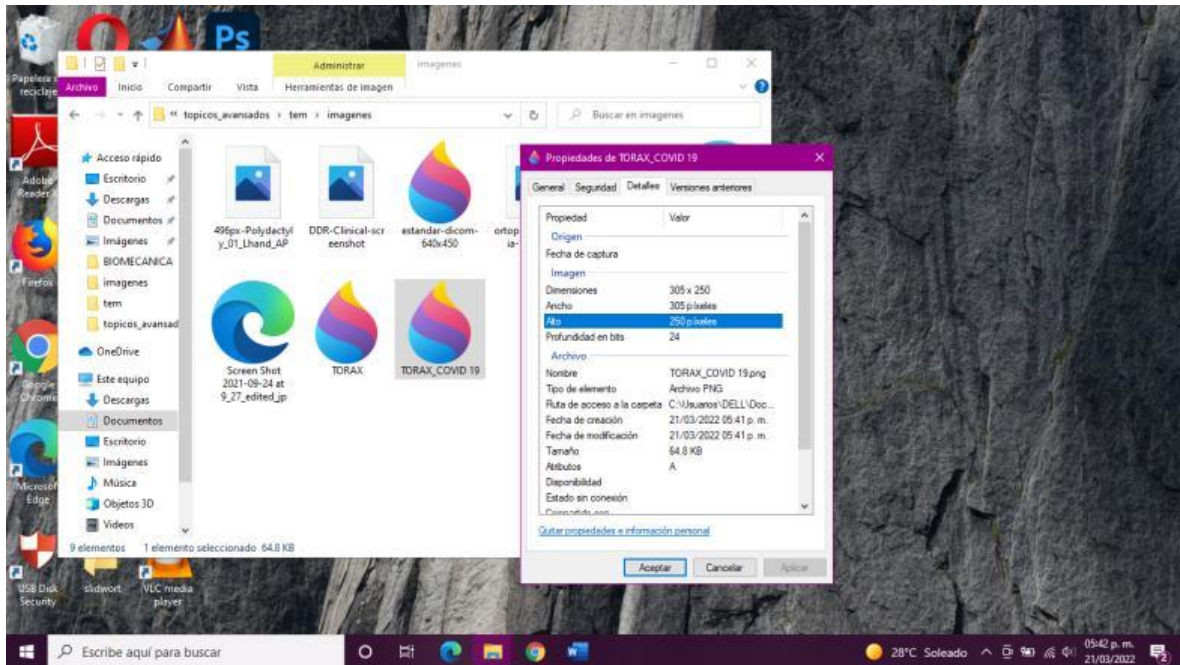 Ps
Papelera
reciclaje
Adobe
Reader
Firefox
Google
Chrome
Microsof
Edge
USB Disk
Security
slidwort
VLC media
player
Administrar
imagenes
Archivo Inicio Compartir Vista Herramientas de imagen
« topicos_avansados › tem › imagenes
Buscar en imagenes
Acceso rápido
Escritorio
Descargas
Documentos
Imágenes
BIOMECANICA
imagenes
tem
topicos_avansad
OneDrive
Este equipo
Descargas
Documentos
Escritorio
Imágenes
Música
Objetos 3D
Videos
496px-Polydactyl
y_01_Lhand_AP
DDR-Clinical-scr
eenshot
estandar-dicom-
640x450
ortop
ia-
Screen Shot
2021-09-24 at
9_27_edited_jp
TORAX
TORAX_COVID 19
9 elementos 1 elemento seleccionado 64.8 KB
Propiedades de TORAX_COVID 19
General Seguridad Detalles Versiones anteriores
Propiedad Valor
Origen
Fecha de captura
Imagen
Dimensiones 305 x 250
Ancho 305 píxeles
Alto 250 píxeles
Profundidad en bits 24
Archivo
Nombre TORAX_COVID 19.png
Tipo de elemento Archivo PNG
Ruta de acceso a la carpeta C:\Usuarios\DELL\Doc...
Fecha de creación 21/03/2022 05:41 p. m.
Fecha de modificación 21/03/2022 05:41 p. m.
Tamaño 64.8 KB
Atributos A
Disponibilidad
Estado sin conexión
Quitar propiedades e información personal
Aceptar Cancelar Aplicar
Escribe aquí para buscar
28°C Soleado
05:42 p. m.
21/03/2022